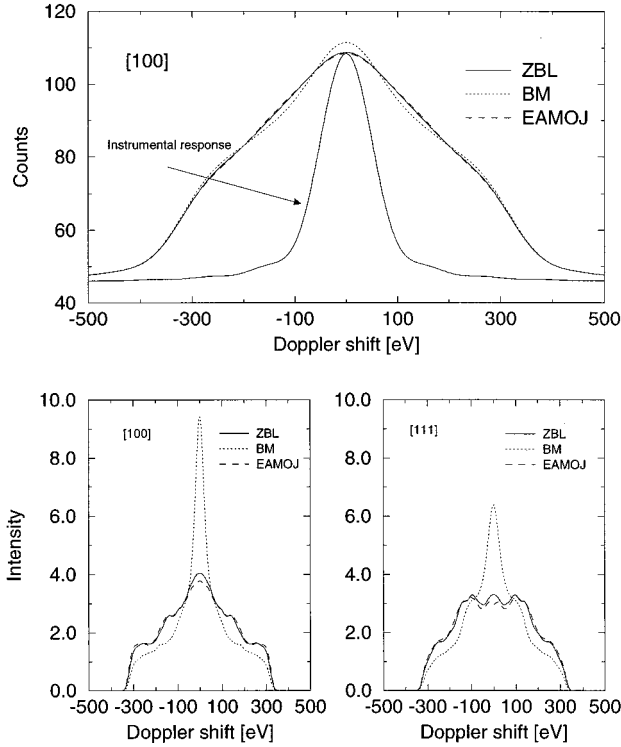 120
100
80
60
40
Counts
[100]
ZBL
BM
EAMOJ
Instrumental response
-500 -300 -100 100 300 500
Doppler shift [eV]
10.0
8.0
6.0
4.0
2.0
0.0
Intensity
[100]
ZBL
BM
EAMOJ
-500 -300 -100 100 300 500
Doppler shift [eV]
10.0
8.0
6.0
4.0
2.0
0.0
[111]
ZBL
BM
EAMOJ
-500 -300 -100 100 300 500
Doppler shift [eV]